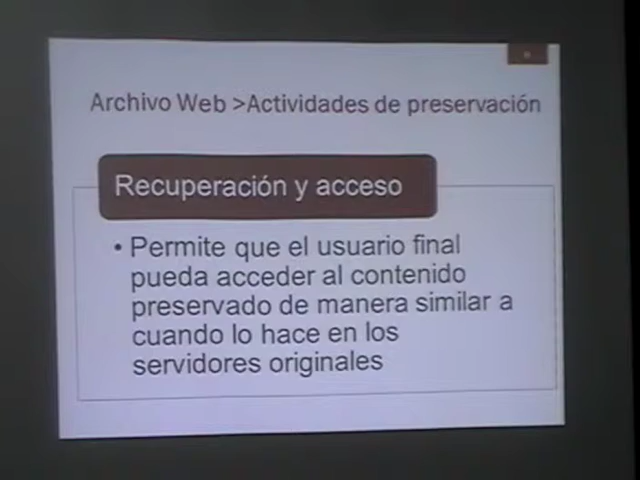 Archivo Web >Actividades de preservación
Recuperación y acceso
• Permite que el usuario final
pueda acceder al contenido
preservado de manera similar a
cuando lo hace en los
servidores originales